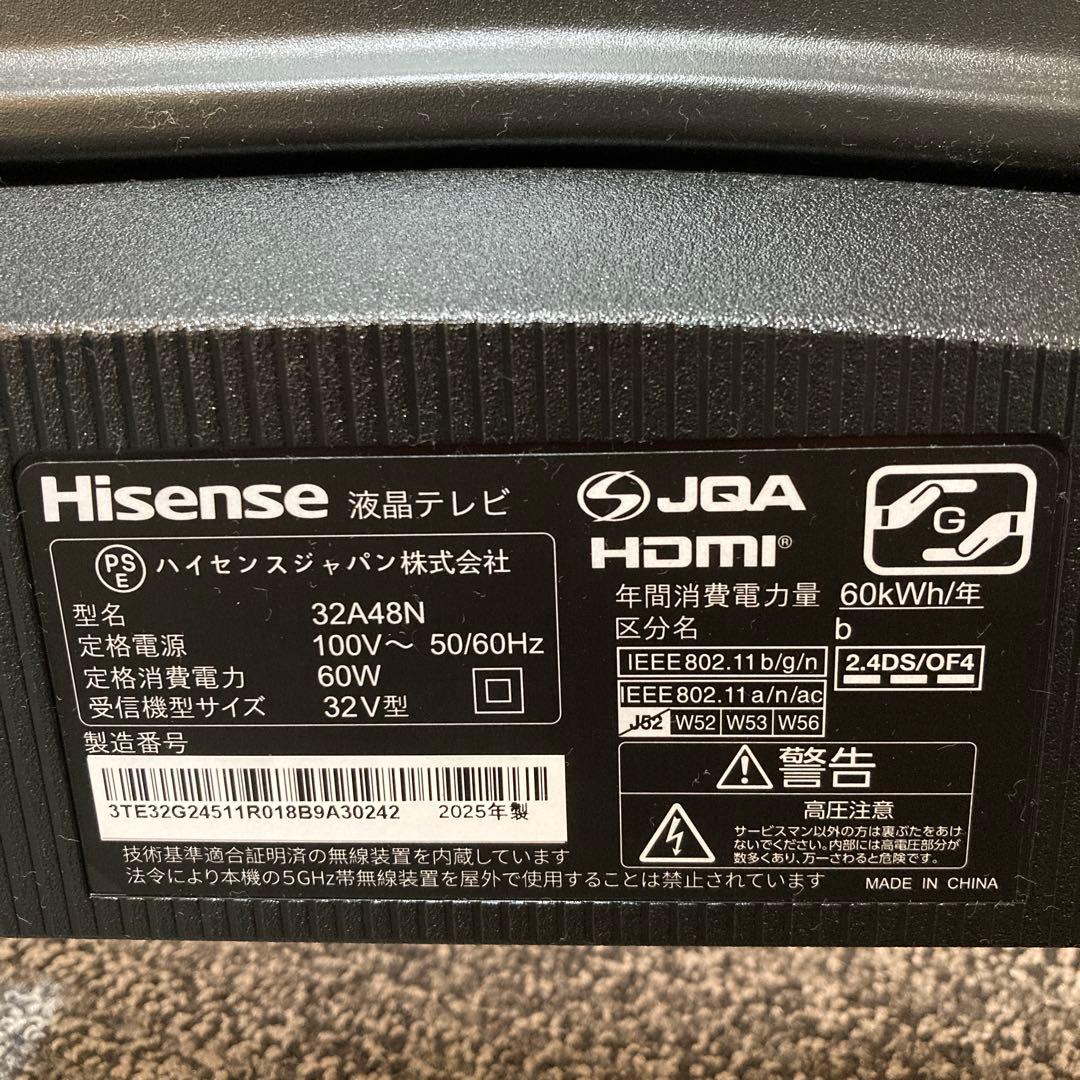 Hisense 液晶テレビ
PSE ハイセンスジャパン株式会社
型名 32A48N
定格電源 100V～ 50/60Hz
定格消費電力 60W
受信機型サイズ 32V型
製造番号
3TE32G24511R018B9A30242 2025年製
技術基準適合証明済の無線装置を内蔵しています
法令により本機の5GHz帯無線装置を屋外で使用することは禁止されています
S JQA
HDMI®
G
年間消費電力量 60kWh/年
区分名 b
IEEE802.11b/g/n
2.4DS/OF4
IEEE802.11a/n/ac
J52 W52 W53 W56
警告
高圧注意
サービスマン以外の方は裏ぶたをあけ
ないでください。内部には高電圧部分が
数多くあり、万一さわると危険です。
MADE IN CHINA